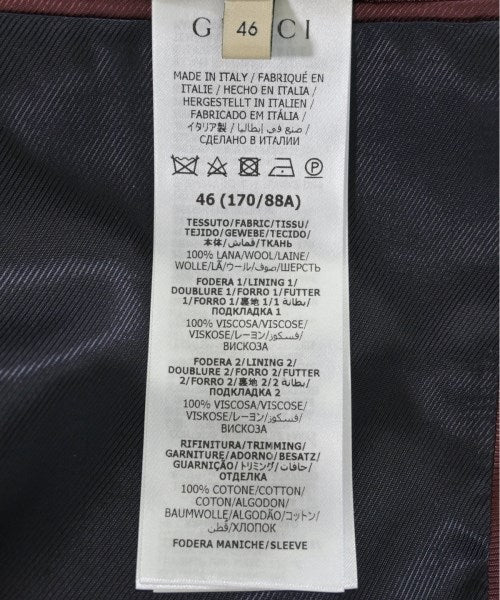 GUCCI
46
MADE IN ITALY / FABRIQUÉ EN
ITALIE / HECHO EN ITALIA /
HERGESTELLT IN ITALIEN /
FABRICADO EM ITÁLIA /
イタリア製 / صنع في إيطاليا /
СДЕЛАНО В ИТАЛИИ
P
46 (170/88A)
TESSUTO/FABRIC/TISSU/
TEJIDO/GEWEBE/TECIDO/
本体/قماش/ТКАНЬ
100% LANA/WOOL/LAINE/
WOLLE/LÃ/ウール/صوف/ШЕРСТЬ
FODERA 1/LINING 1/
DOUBLURE 1/FORRO 1/FUTTER
1/FORRO 1/裏地 1/بطانة 1/
ПОДКЛАДКА 1
100% VISCOSA/VISCOSE/
VISKOSE/レーヨン/فسكوز/
ВИСКОЗА
FODERA 2/LINING 2/
DOUBLURE 2/FORRO 2/FUTTER
2/FORRO 2/裏地 2/بطانة 2/
ПОДКЛАДКА 2
100% VISCOSA/VISCOSE/
VISKOSE/レーヨン/فسكوز/
ВИСКОЗА
RIFINITURA/TRIMMING/
GARNITURE/ADORNO/BESATZ/
GUARNIÇÃO/トリミング/حافات/
ОТДЕЛКА
100% COTONE/COTTON/
COTON/ALGODON/
BAUMWOLLE/ALGODÃO/コットン/
قطن/ХЛОПОК
FODERA MANICHE/SLEEVE